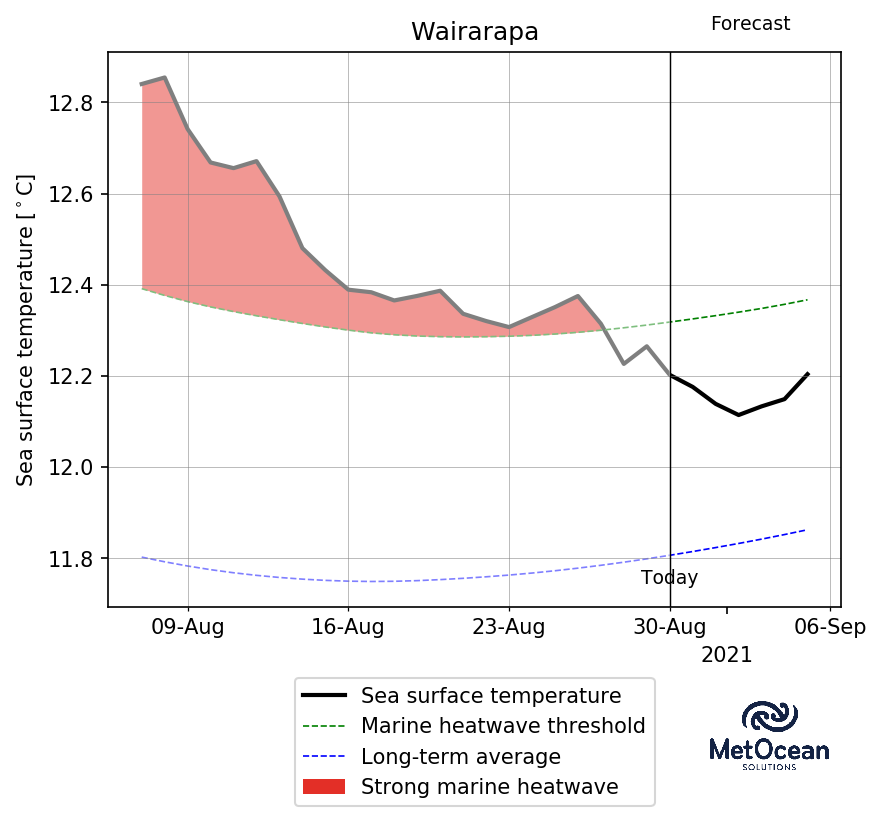 Wairarapa
Forecast
Sea surface temperature [°C]
12.8
12.6
12.4
12.2
12.0
11.8
Today
09-Aug 16-Aug 23-Aug 30-Aug 06-Sep
2021
Sea surface temperature
Marine heatwave threshold
Long-term average
Strong marine heatwave
MetOcean
SOLUTIONS